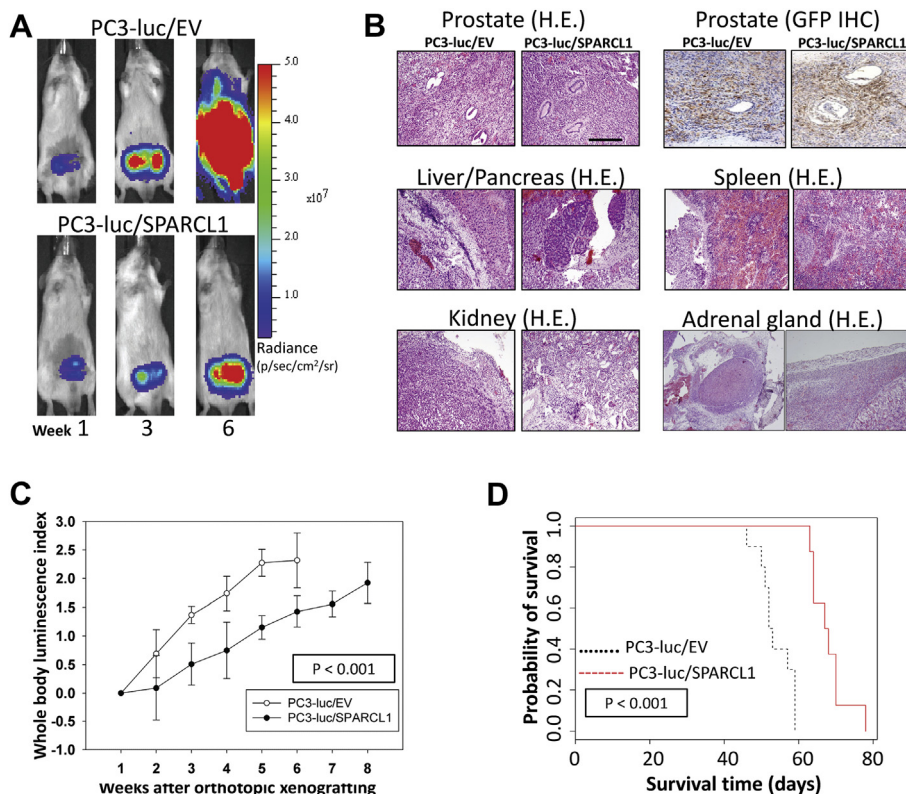 A
PC3-luc/EV
PC3-luc/SPARCL1
5.0
4.0
3.0
x10⁷
2.0
1.0
Radiance
(p/sec/cm²/sr)
Week 1 3 6
B
Prostate (H.E.)
PC3-luc/EV PC3-luc/SPARCL1
Prostate (GFP IHC)
PC3-luc/EV PC3-luc/SPARCL1
Liver/Pancreas (H.E.)
Spleen (H.E.)
Kidney (H.E.)
Adrenal gland (H.E.)
C
Whole body luminescence index
3.0
2.5
2.0
1.5
1.0
0.5
0.0
-0.5
-1.0
P < 0.001
PC3-luc/EV
PC3-luc/SPARCL1
1 2 3 4 5 6 7 8
Weeks after orthotopic xenografting
D
Probability of survival
1.0
0.8
0.6
0.4
0.2
0.0
PC3-luc/EV
PC3-luc/SPARCL1
P < 0.001
0 20 40 60 80
Survival time (days)